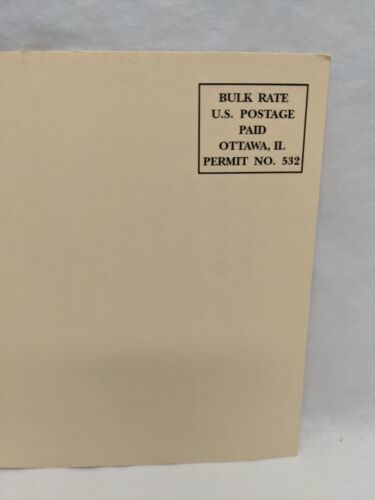 BULK RATE
U.S. POSTAGE
PAID
OTTAWA, IL
PERMIT NO. 532